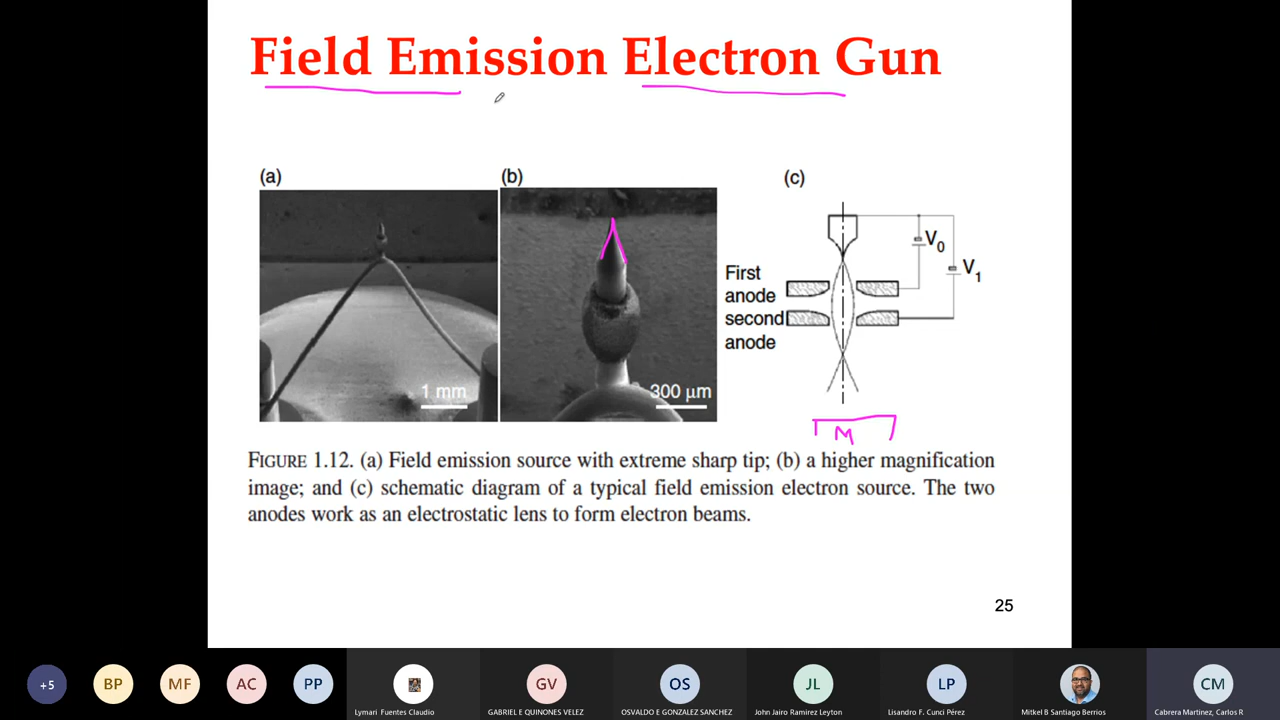 Field Emission Electron Gun
(a)
(b)
(c)
V0
V1
First
anode
second
anode
1 mm
300 μm
M
FIGURE 1.12. (a) Field emission source with extreme sharp tip; (b) a higher magnification
image; and (c) schematic diagram of a typical field emission electron source. The two
anodes work as an electrostatic lens to form electron beams.
25
+5
BP
MF
AC
PP
GV
OS
JL
LP
CM
Lymari Fuentes Claudio
GABRIEL E QUINONES VELEZ
OSVALDO E GONZALEZ SANCHEZ
John Jairo Ramirez Leyton
Lisandro F. Cunci Pérez
Mitkel B Santiago Berrios
Cabrera Martinez, Carlos R